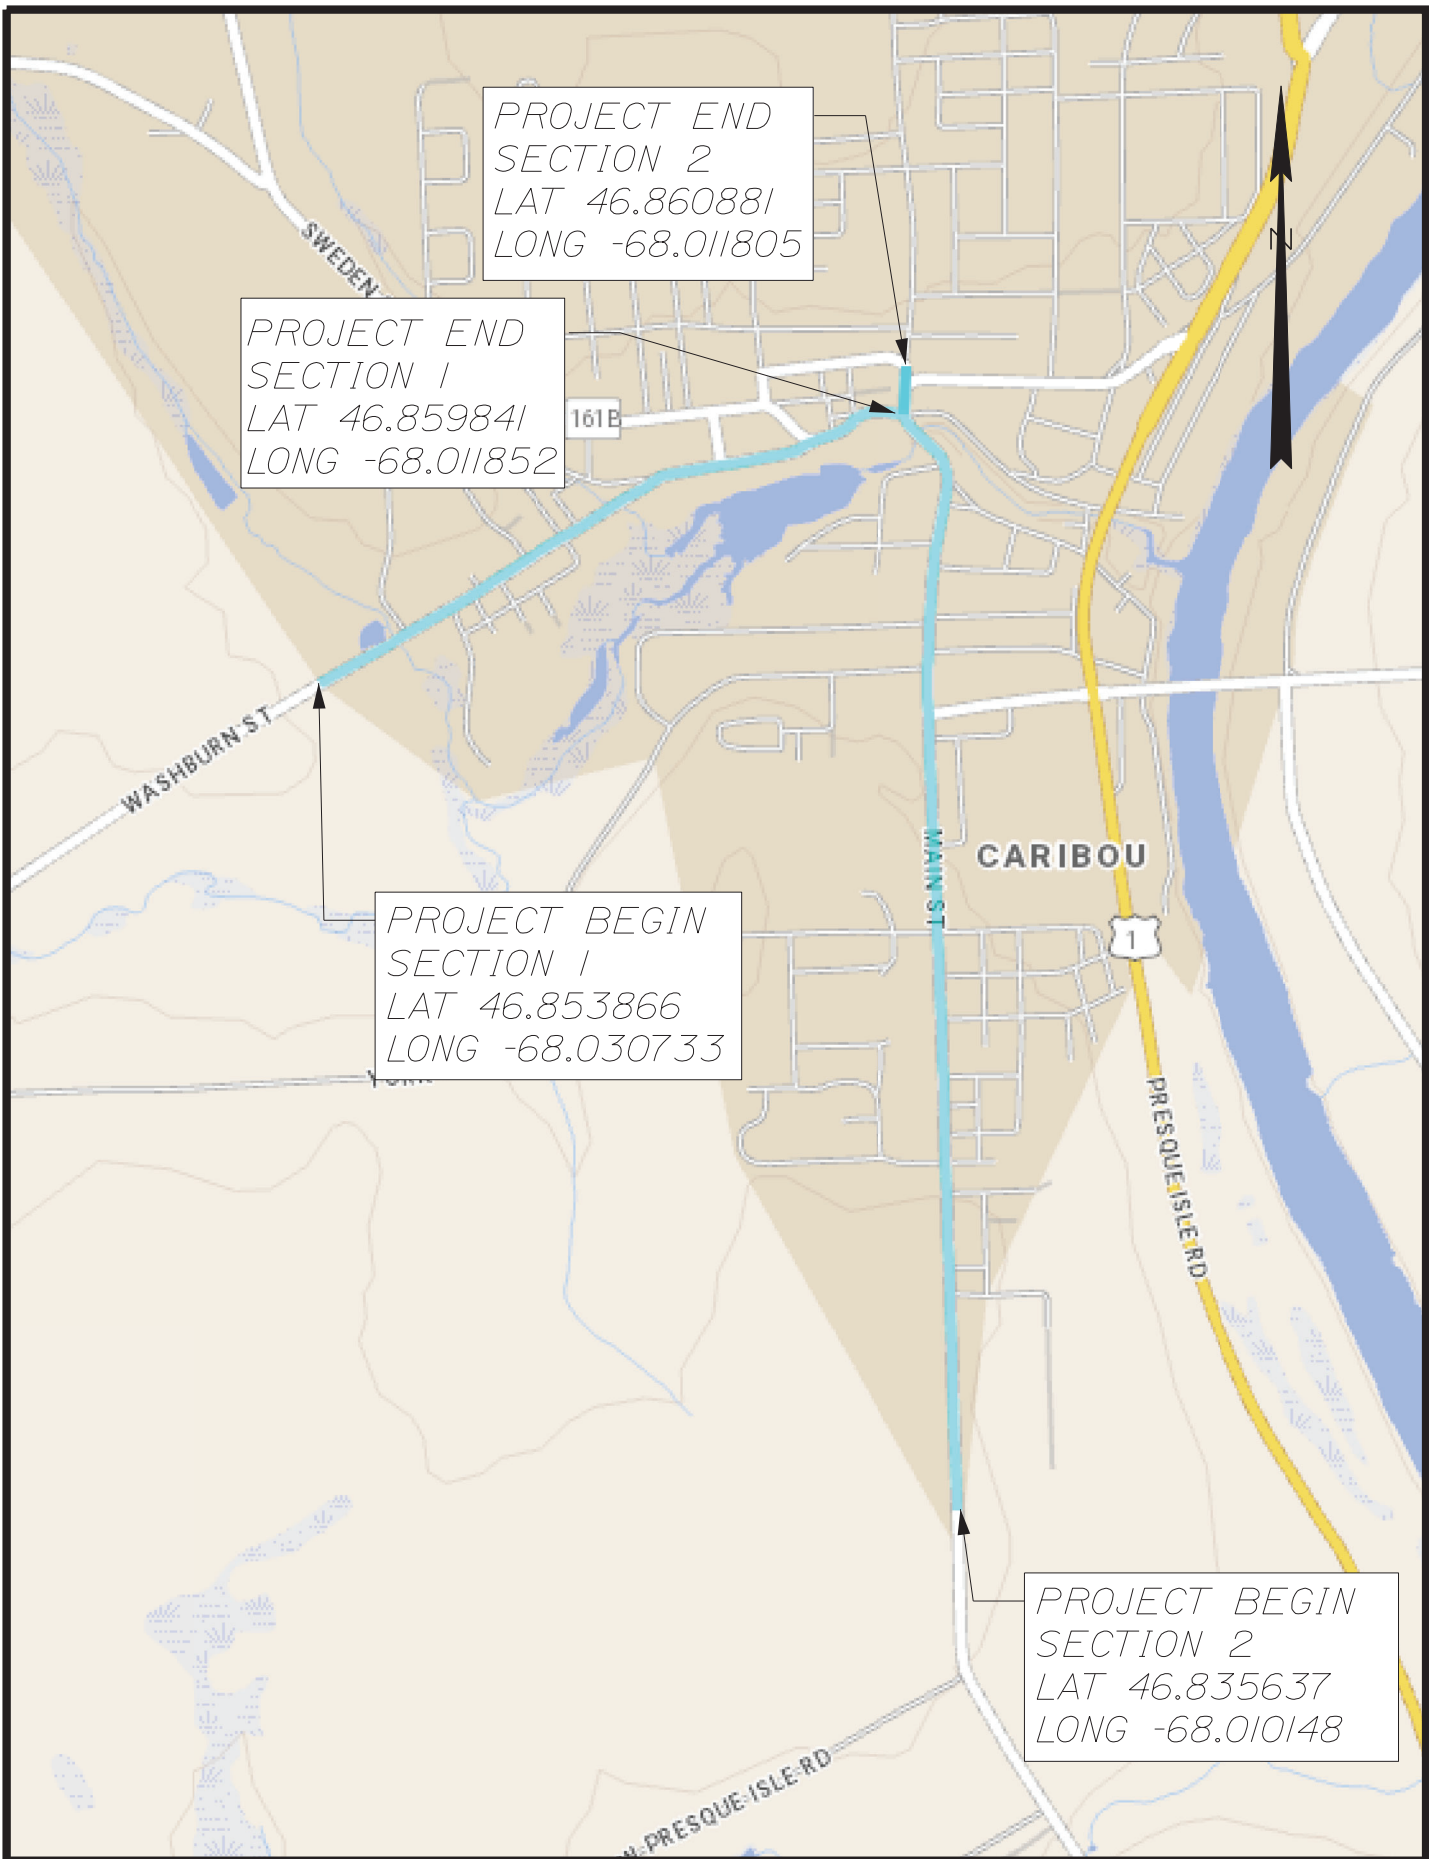 PROJECT END
SECTION 2
LAT 46.860881
LONG -68.011805
N
SWEDEN
PROJECT END
SECTION 1
LAT 46.859841
LONG -68.011852
161B
WASHBURN ST
MAIN ST
CARIBOU
1
PROJECT BEGIN
SECTION 1
LAT 46.853866
LONG -68.030733
PRESQUE ISLE RD
PROJECT BEGIN
SECTION 2
LAT 46.835637
LONG -68.010148
PRESQUE ISLE RD